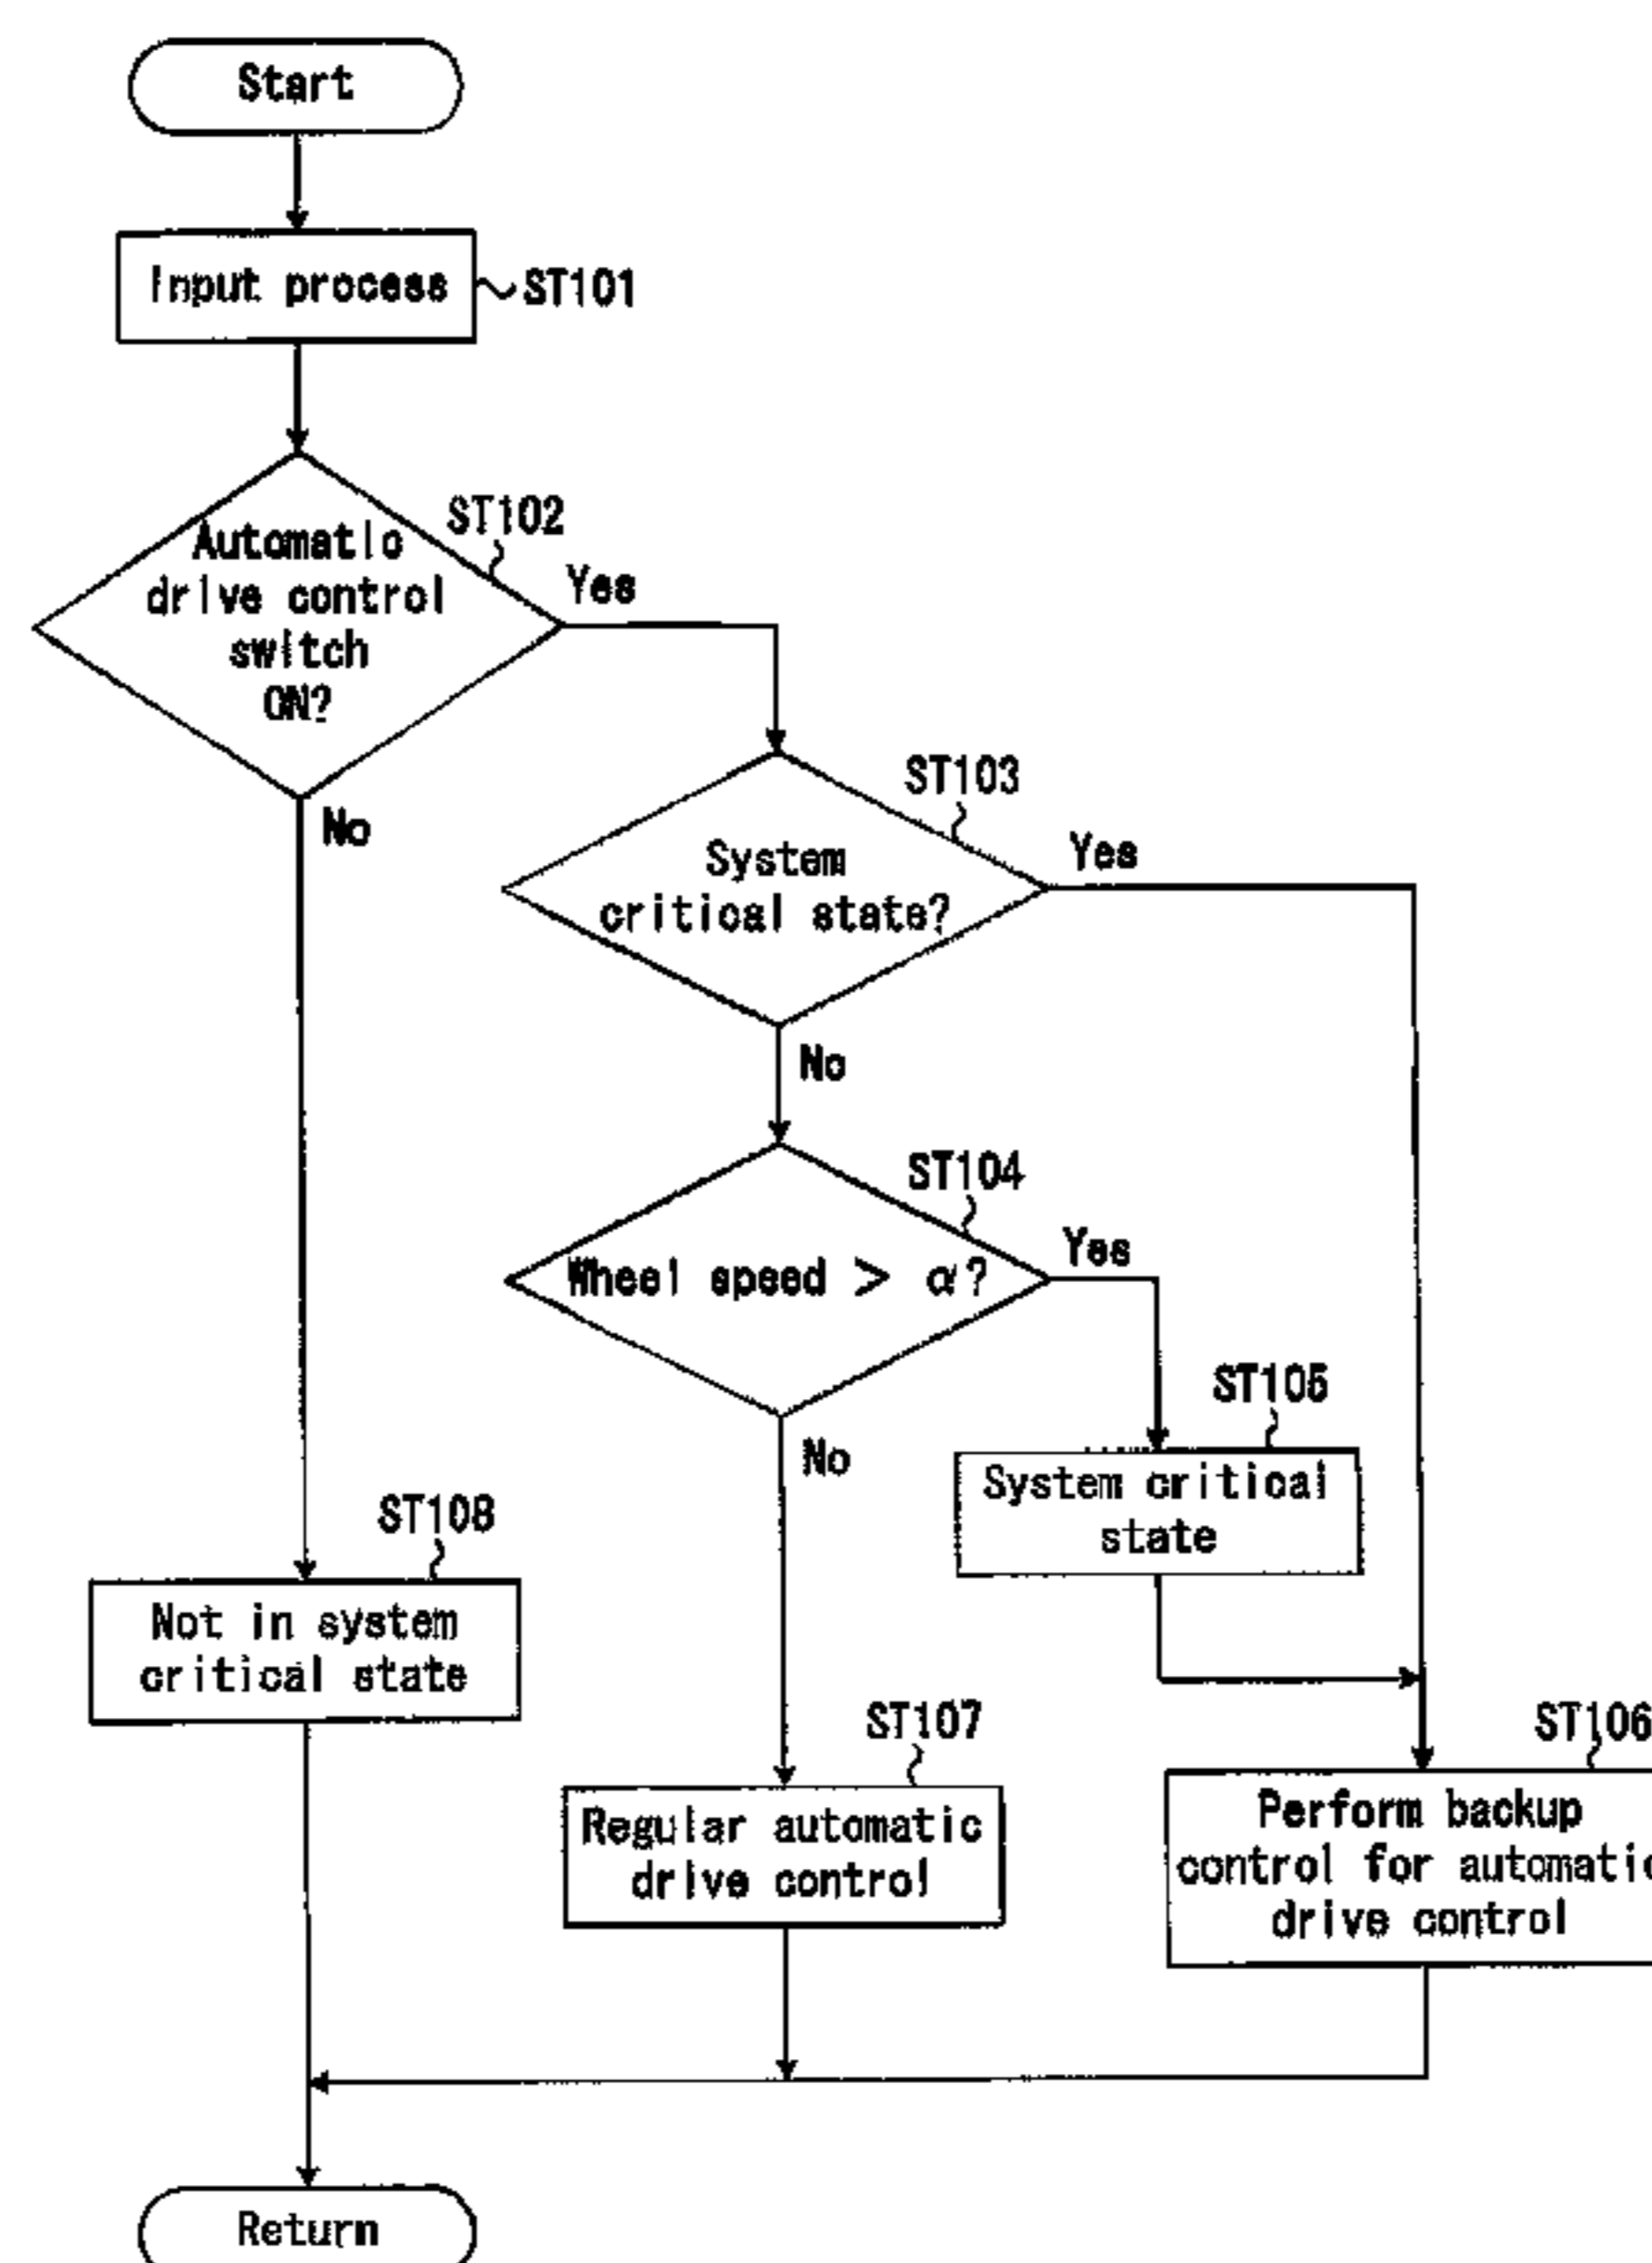 Start
Input process
ST101
ST102
Automatic
drive control
switch
ON?
Yes
No
ST103
System
critical state?
Yes
No
ST104
Wheel speed > α?
Yes
No
ST105
System critical
state
ST108
Not in system
critical state
ST107
Regular automatic
drive control
ST106
Perform backup
control for automatic
drive control
Return